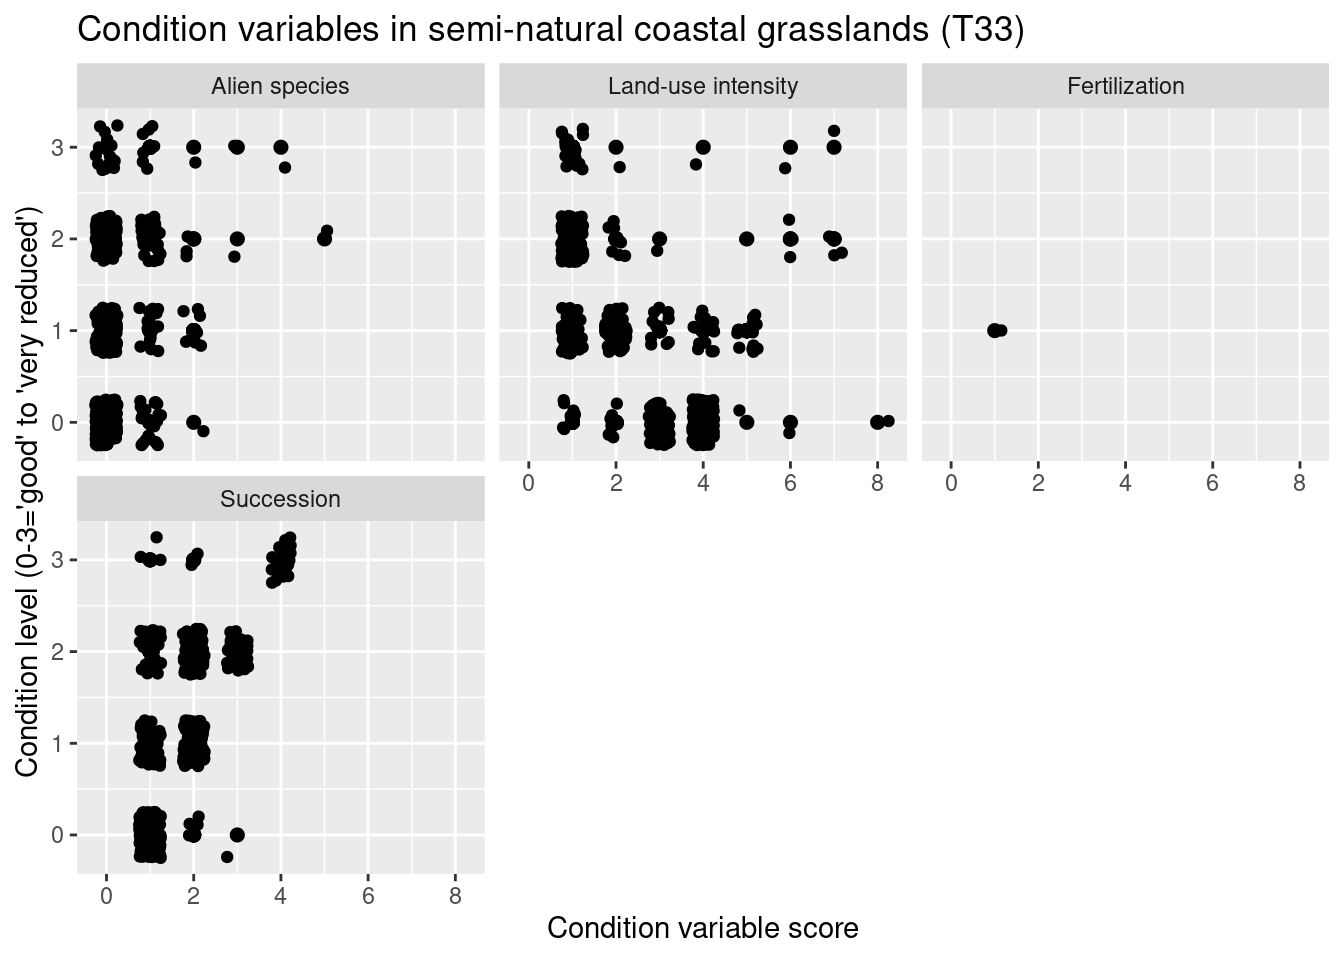 Condition variables in semi-natural coastal grasslands (T33)
Alien species
Land-use intensity
Fertilization
3
2
1
0
0 2 4 6 8
0 2 4 6 8
Succession
3
2
1
0
0 2 4 6 8
Condition level (0-3='good' to 'very reduced')
Condition variable score